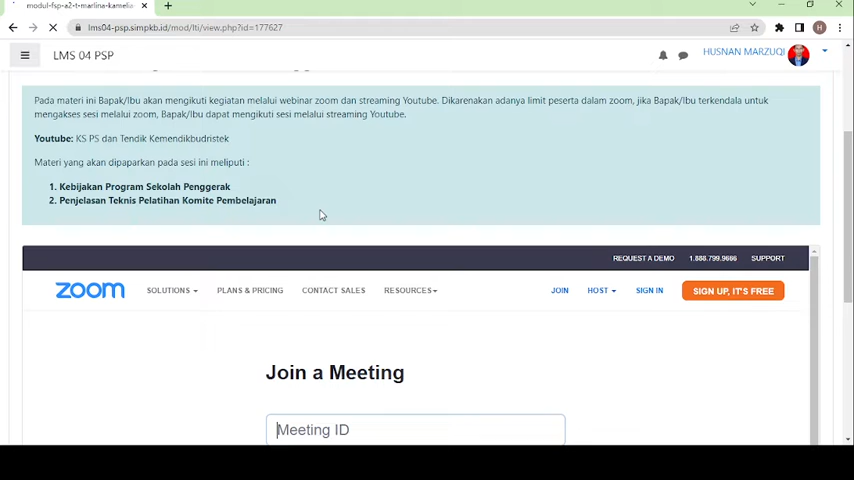 modul-fsp-a2-t-marlina-kamelia
lms04-psp.simpkb.id/mod/lti/view.php?id=177627
H
LMS 04 PSP
HUSNAN MARZUQI
Pada materi ini Bapak/Ibu akan mengikuti kegiatan melalui webinar zoom dan streaming Youtube. Dikarenakan adanya limit peserta dalam zoom, jika Bapak/Ibu terkendala untuk
mengakses sesi melalui zoom, Bapak/Ibu dapat mengikuti sesi melalui streaming Youtube.
Youtube: KS PS dan Tendik Kemendikbudristek
Materi yang akan dipaparkan pada sesi ini meliputi :
1. Kebijakan Program Sekolah Penggerak
2. Penjelasan Teknis Pelatihan Komite Pembelajaran
REQUEST A DEMO 1.888.799.9666 SUPPORT
zoom SOLUTIONS PLANS & PRICING CONTACT SALES RESOURCES JOIN HOST SIGN IN SIGN UP, IT'S FREE
Join a Meeting
Meeting ID